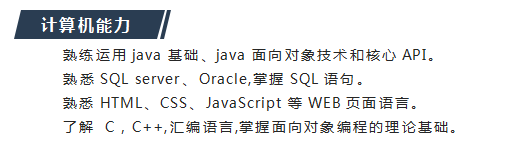 计算机能力
熟练运用 java 基础、java 面向对象技术和核心 API。
熟悉 SQL server、Oracle,掌握 SQL 语句。
熟悉 HTML、CSS、JavaScript 等 WEB 页面语言。
了解 C , C++,汇编语言,掌握面向对象编程的理论基础。